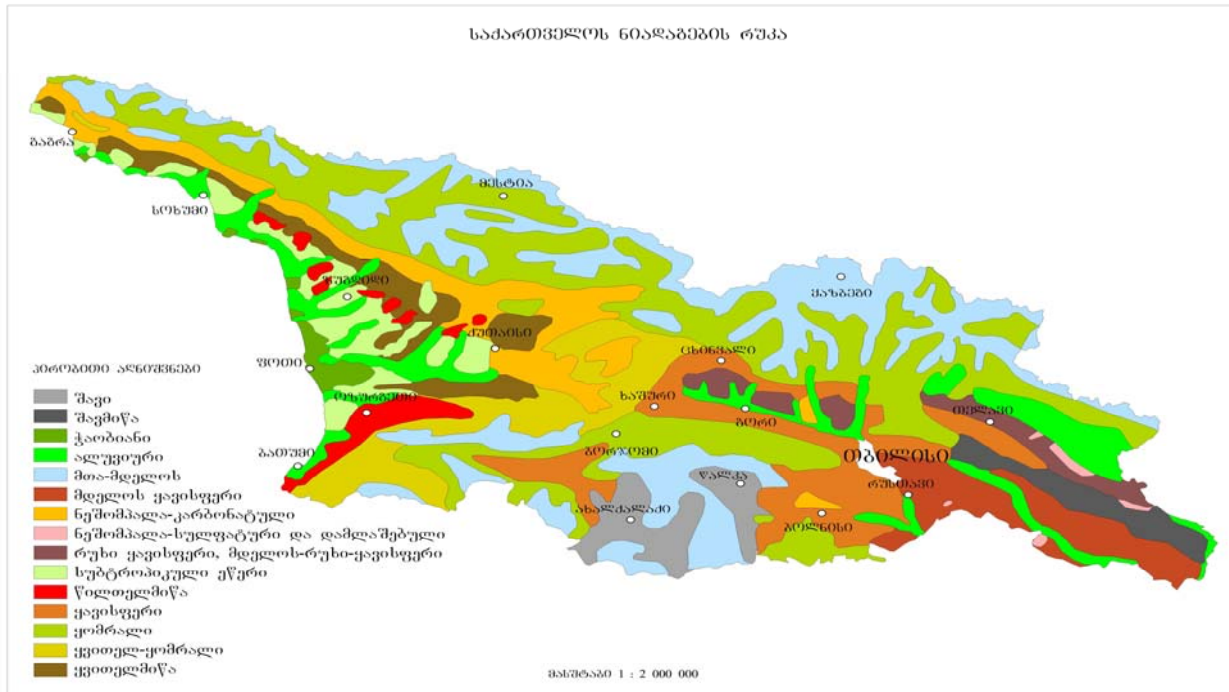 საქართველოს ნიადაგების რუკა
გაგრა
მესტია
სოხუმი
ყაზბეგი
ზუგდიდი
ქუთაისი
ცხინვალი
ფოთი
პირობითი აღნიშვნები
ხაშური
თელავი
ოზურგეთი
გორი
ბორჯომი
თბილისი
ბათუმი
წალკა
რუსთავი
ახალქალაქი
ბოლნისი
შავი
შავმიწა
ჭაობიანი
ალუვიური
მთა-მდელოს
მდელოს ყავისფერი
ნეშომპალა-კარბონატული
ნეშომპალა-სულფატური და დამლაშებული
რუხი ყავისფერი, მდელოს-რუხი-ყავისფერი
სუბტროპიკული ეწერი
წითელმიწა
ყავისფერი
ყომრალი
ყვითელ-ყომრალი
ყვითელმიწა
მასშტაბი 1 : 2 000 000